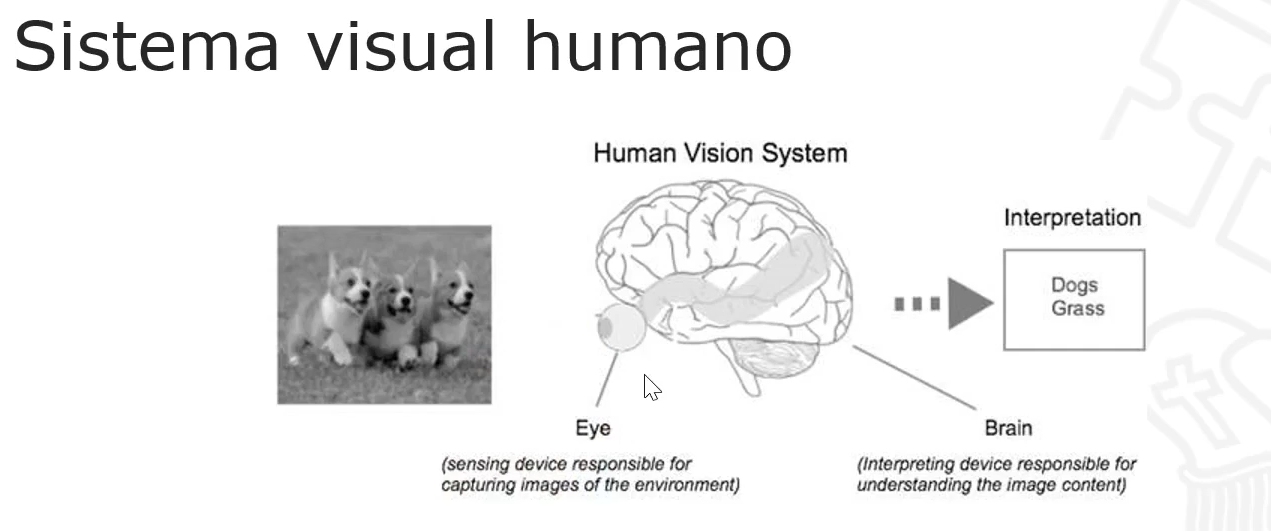 Sistema visual humano
Human Vision System
Interpretation
Dogs
Grass
Eye
(sensing device responsible for
capturing images of the environment)
Brain
(Interpreting device responsible for
understanding the image content)